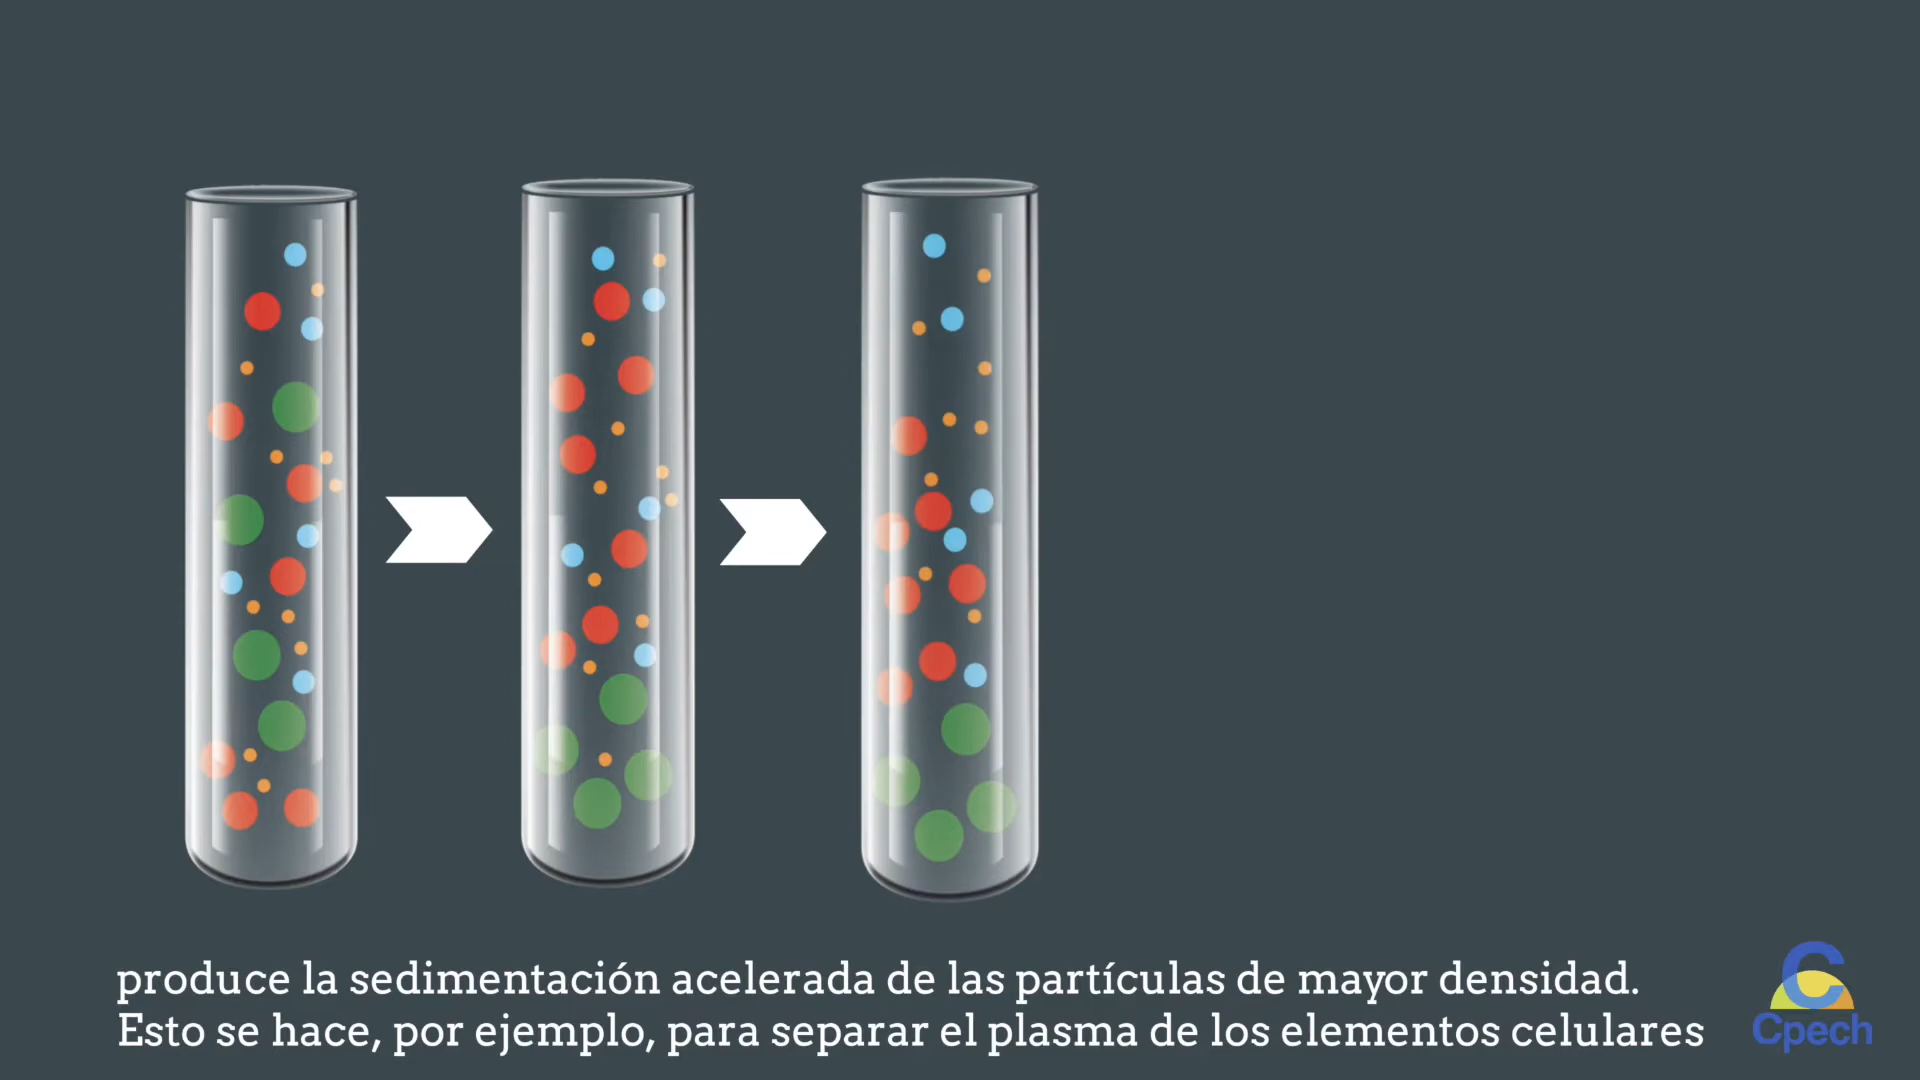 produce la sedimentación acelerada de las partículas de mayor densidad.
Esto se hace, por ejemplo, para separar el plasma de los elementos celulares
Cpech